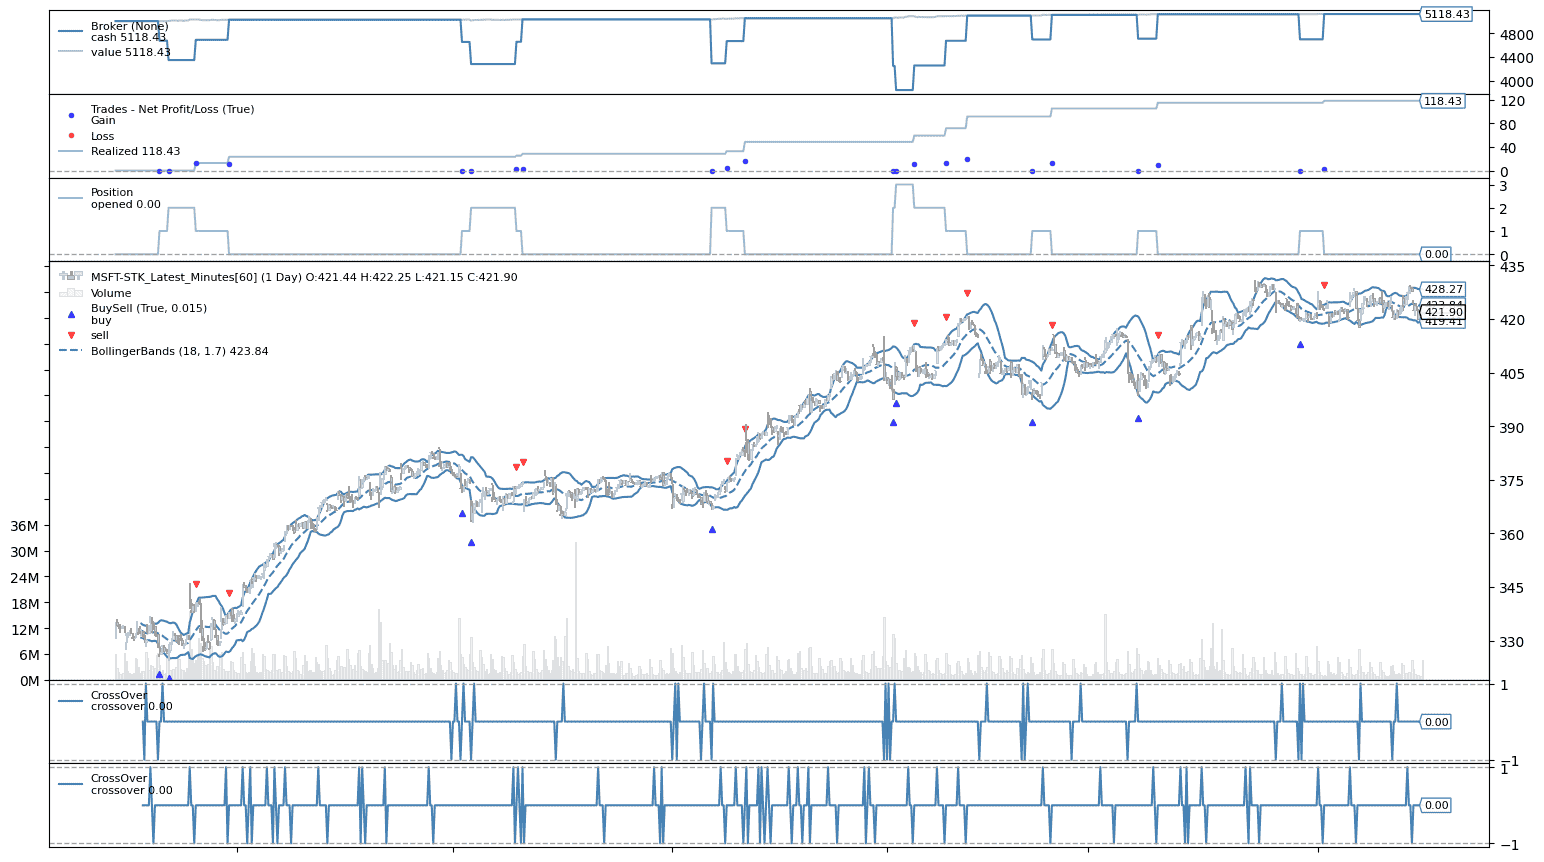 Broker (None)
cash 5118.43
value 5118.43
5118.43
4800
4400
4000
Trades - Net Profit/Loss (True)
Gain
Loss
Realized 118.43
118.43
120
80
40
0
Position
opened 0.00
3
2
1
0.00
0
MSFT-STK_Latest_Minutes[60] (1 Day) O:421.44 H:422.25 L:421.15 C:421.90
Volume
BuySell (True, 0.015)
buy
sell
BollingerBands (18, 1.7) 423.84
435
428.27
423.84
421.90
419.41
420
405
390
375
360
345
330
36M
30M
24M
18M
12M
6M
0M
CrossOver
crossover 0.00
1
0.00
−1
CrossOver
crossover 0.00
1
0.00
−1